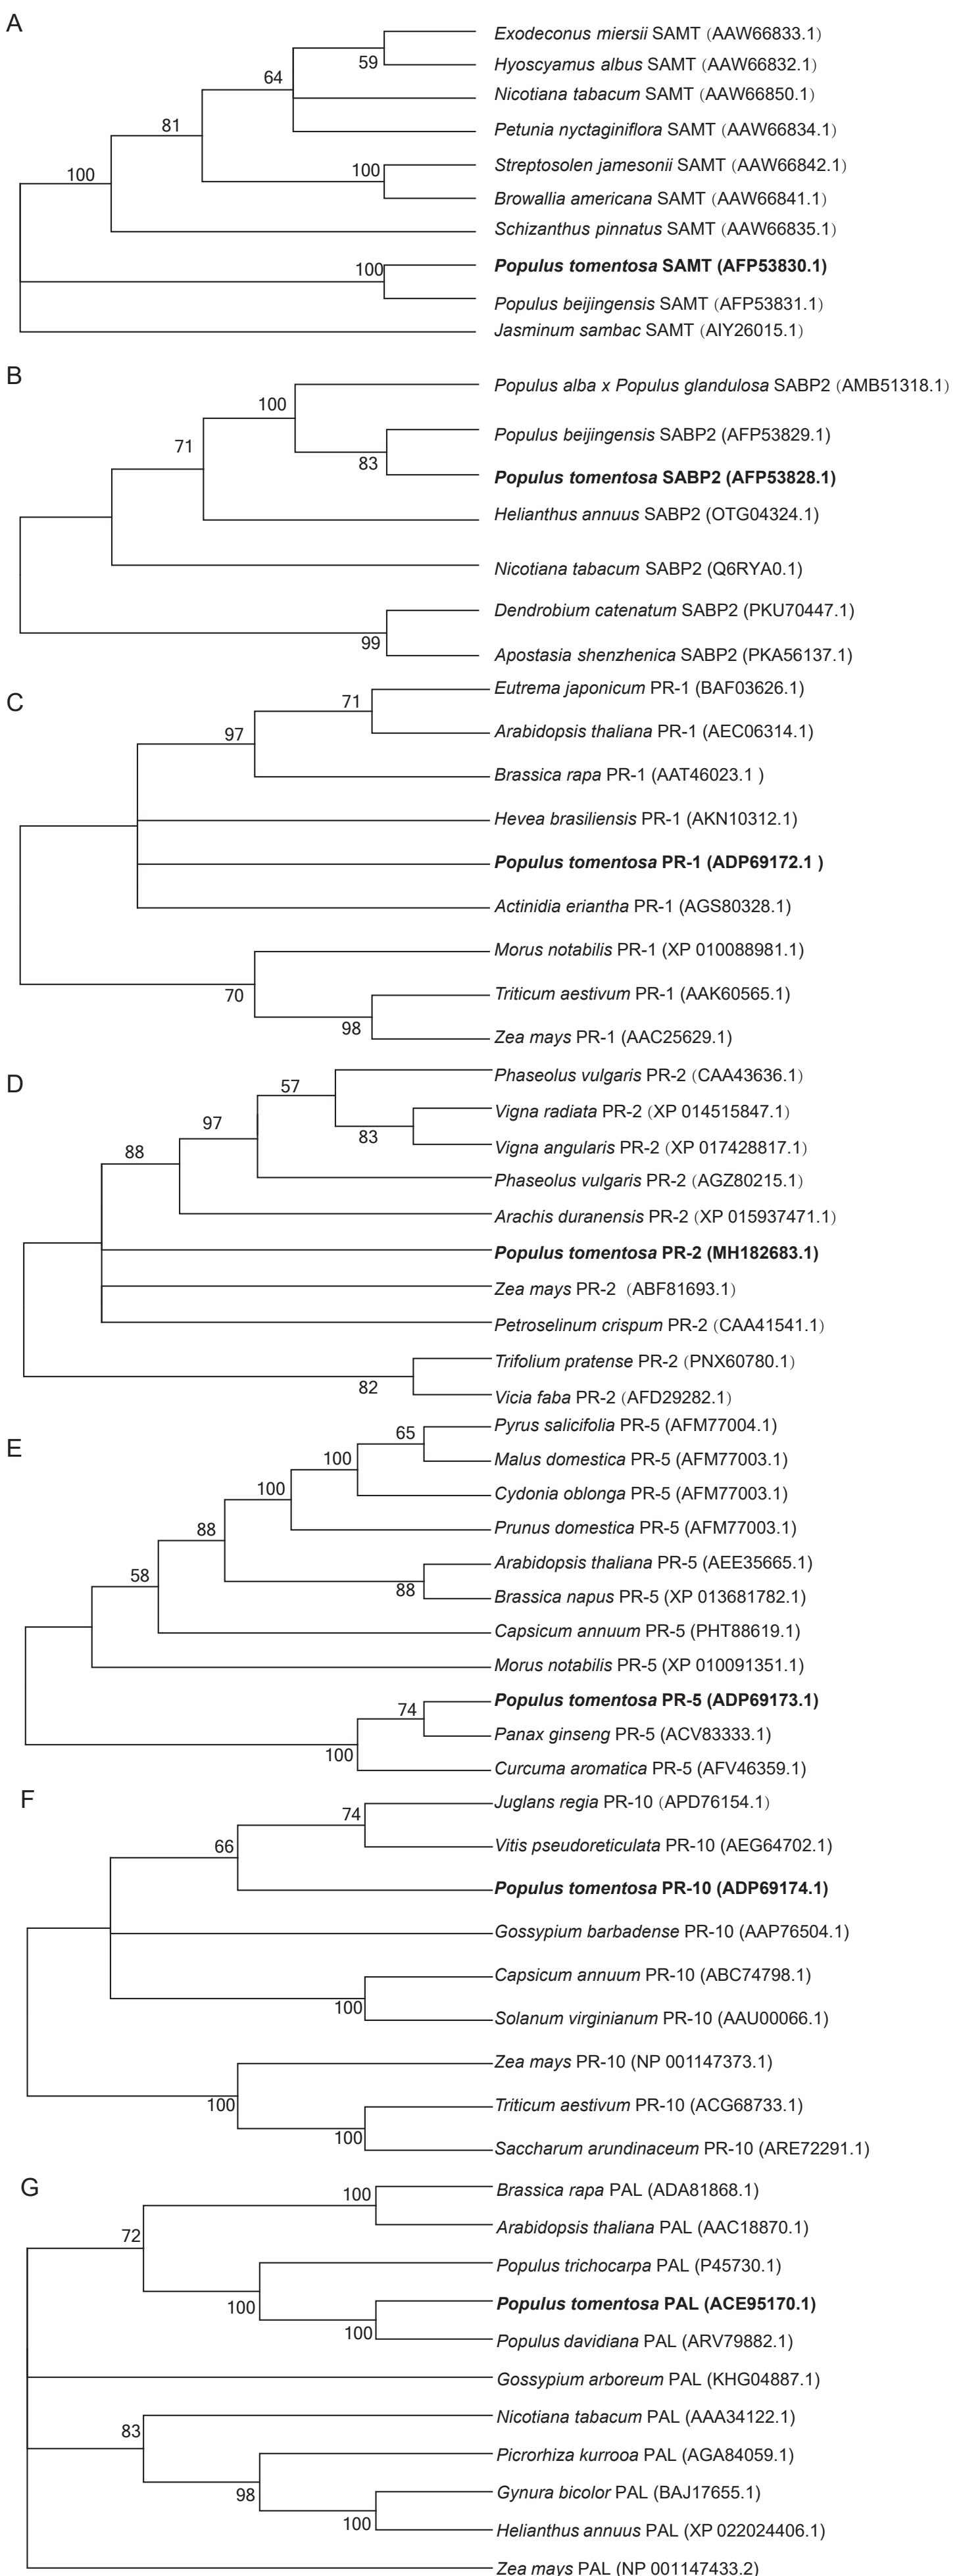 A
Exodeconus miersii SAMT (AAW66833.1)
59
Hyoscyamus albus SAMT (AAW66832.1)
64
Nicotiana tabacum SAMT (AAW66850.1)
81
Petunia nyctaginiflora SAMT (AAW66834.1)
100
Streptosolen jamesonii SAMT (AAW66842.1)
100
Browallia americana SAMT (AAW66841.1)
Schizanthus pinnatus SAMT (AAW66835.1)
100
Populus tomentosa SAMT (AFP53830.1)
Populus beijingensis SAMT (AFP53831.1)
Jasminum sambac SAMT (AIY26015.1)
B
Populus alba x Populus glandulosa SABP2 (AMB51318.1)
100
Populus beijingensis SABP2 (AFP53829.1)
71
83
Populus tomentosa SABP2 (AFP53828.1)
Helianthus annuus SABP2 (OTG04324.1)
Nicotiana tabacum SABP2 (Q6RYA0.1)
Dendrobium catenatum SABP2 (PKU70447.1)
99
Apostasia shenzhenica SABP2 (PKA56137.1)
C
Eutrema japonicum PR-1 (BAF03626.1)
71
Arabidopsis thaliana PR-1 (AEC06314.1)
97
Brassica rapa PR-1 (AAT46023.1 )
Hevea brasiliensis PR-1 (AKN10312.1)
Populus tomentosa PR-1 (ADP69172.1 )
Actinidia eriantha PR-1 (AGS80328.1)
Morus notabilis PR-1 (XP 010088981.1)
70
Triticum aestivum PR-1 (AAK60565.1)
98
Zea mays PR-1 (AAC25629.1)
D
Phaseolus vulgaris PR-2 (CAA43636.1)
57
Vigna radiata PR-2 (XP 014515847.1)
97
83
Vigna angularis PR-2 (XP 017428817.1)
88
Phaseolus vulgaris PR-2 (AGZ80215.1)
Arachis duranensis PR-2 (XP 015937471.1)
Populus tomentosa PR-2 (MH182683.1)
Zea mays PR-2 (ABF81693.1)
Petroselinum crispum PR-2 (CAA41541.1)
Trifolium pratense PR-2 (PNX60780.1)
82
Vicia faba PR-2 (AFD29282.1)
E
Pyrus salicifolia PR-5 (AFM77004.1)
65
Malus domestica PR-5 (AFM77003.1)
100
Cydonia oblonga PR-5 (AFM77003.1)
100
Prunus domestica PR-5 (AFM77003.1)
88
Arabidopsis thaliana PR-5 (AEE35665.1)
58
88
Brassica napus PR-5 (XP 013681782.1)
Capsicum annuum PR-5 (PHT88619.1)
Morus notabilis PR-5 (XP 010091351.1)
Populus tomentosa PR-5 (ADP69173.1)
74
Panax ginseng PR-5 (ACV83333.1)
100
Curcuma aromatica PR-5 (AFV46359.1)
F
Juglans regia PR-10 (APD76154.1)
74
Vitis pseudoreticulata PR-10 (AEG64702.1)
66
Populus tomentosa PR-10 (ADP69174.1)
Gossypium barbadense PR-10 (AAP76504.1)
Capsicum annuum PR-10 (ABC74798.1)
100
Solanum virginianum PR-10 (AAU00066.1)
Zea mays PR-10 (NP 001147373.1)
100
Triticum aestivum PR-10 (ACG68733.1)
100
Saccharum arundinaceum PR-10 (ARE72291.1)
G
Brassica rapa PAL (ADA81868.1)
100
Arabidopsis thaliana PAL (AAC18870.1)
72
Populus trichocarpa PAL (P45730.1)
100
Populus tomentosa PAL (ACE95170.1)
100
Populus davidiana PAL (ARV79882.1)
Gossypium arboreum PAL (KHG04887.1)
Nicotiana tabacum PAL (AAA34122.1)
83
Picrorhiza kurrooa PAL (AGA84059.1)
98
Gynura bicolor PAL (BAJ17655.1)
100
Helianthus annuus PAL (XP 022024406.1)
Zea mays PAL (NP 001147433.2)